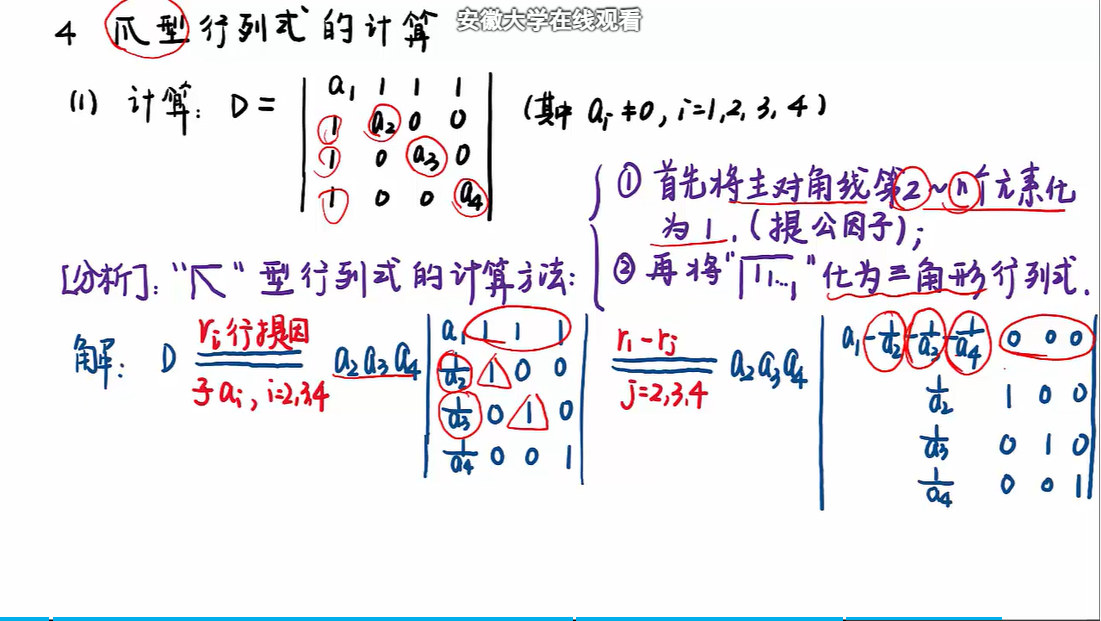 安徽大学在线观看
4 爪型行列式的计算
(1) 计算: D = | a₁ 1 1 1 | (其中 aᵢ ≠ 0, i=1,2,3,4)
| 1 a₂ 0 0 |
| 1 0 a₃ 0 |
| 1 0 0 a₄ |
① 首先将主对角线第2~n个元素化
为1.(提公因子);
[分析]: "爪"型行列式的计算方法:
② 再将"爪"化为三角形行列式.
解: D rᵢ行提因
子aᵢ, i=2,3,4
a₂a₃a₄ | a₁ 1 1 1 |
| 1/a₂ 1 0 0 |
| 1/a₃ 0 1 0 |
| 1/a₄ 0 0 1 |
r₁ - rⱼ
j=2,3,4
a₂a₃a₄ | a₁-1/a₂-1/a₃-1/a₄ 0 0 0 |
| 1/a₂ 1 0 0 |
| 1/a₃ 0 1 0 |
| 1/a₄ 0 0 1 |